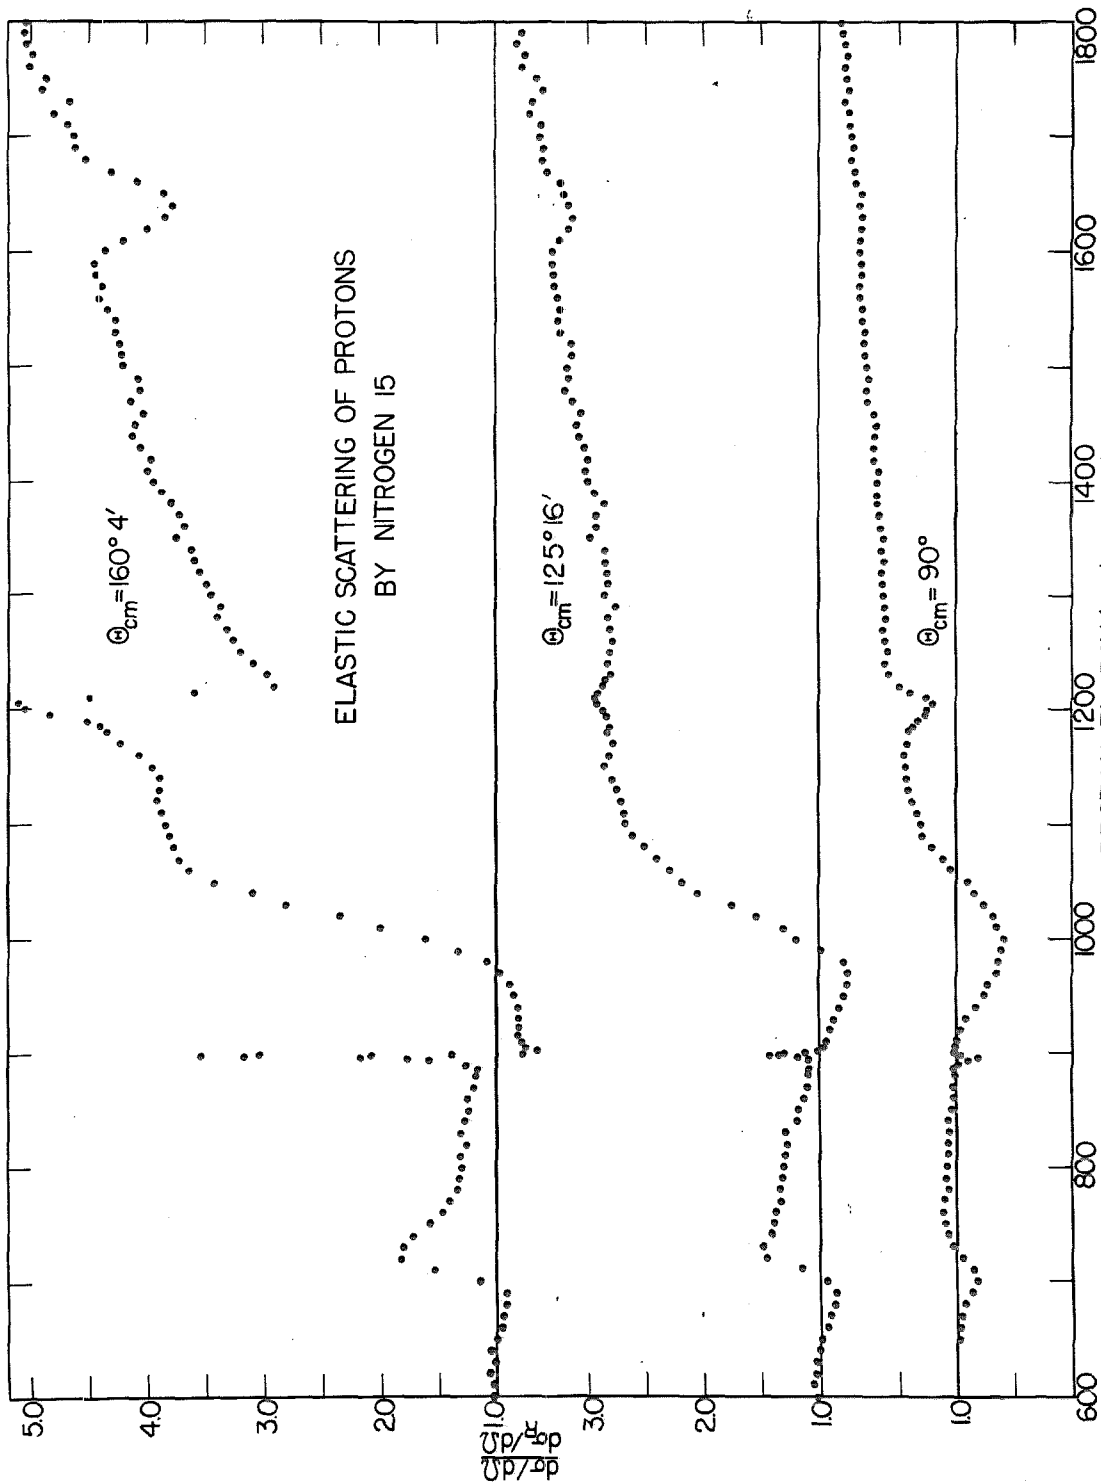 ELASTIC SCATTERING OF PROTONS
BY NITROGEN 15
Θcm=160° 4′
Θcm=125°16′
Θcm= 90°
dσ/dΩ
dσR/dΩ
5.0
4.0
3.0
1.0
3.0
2.0
1.0
1.0
600
800
1000
1200
1400
1600
1800